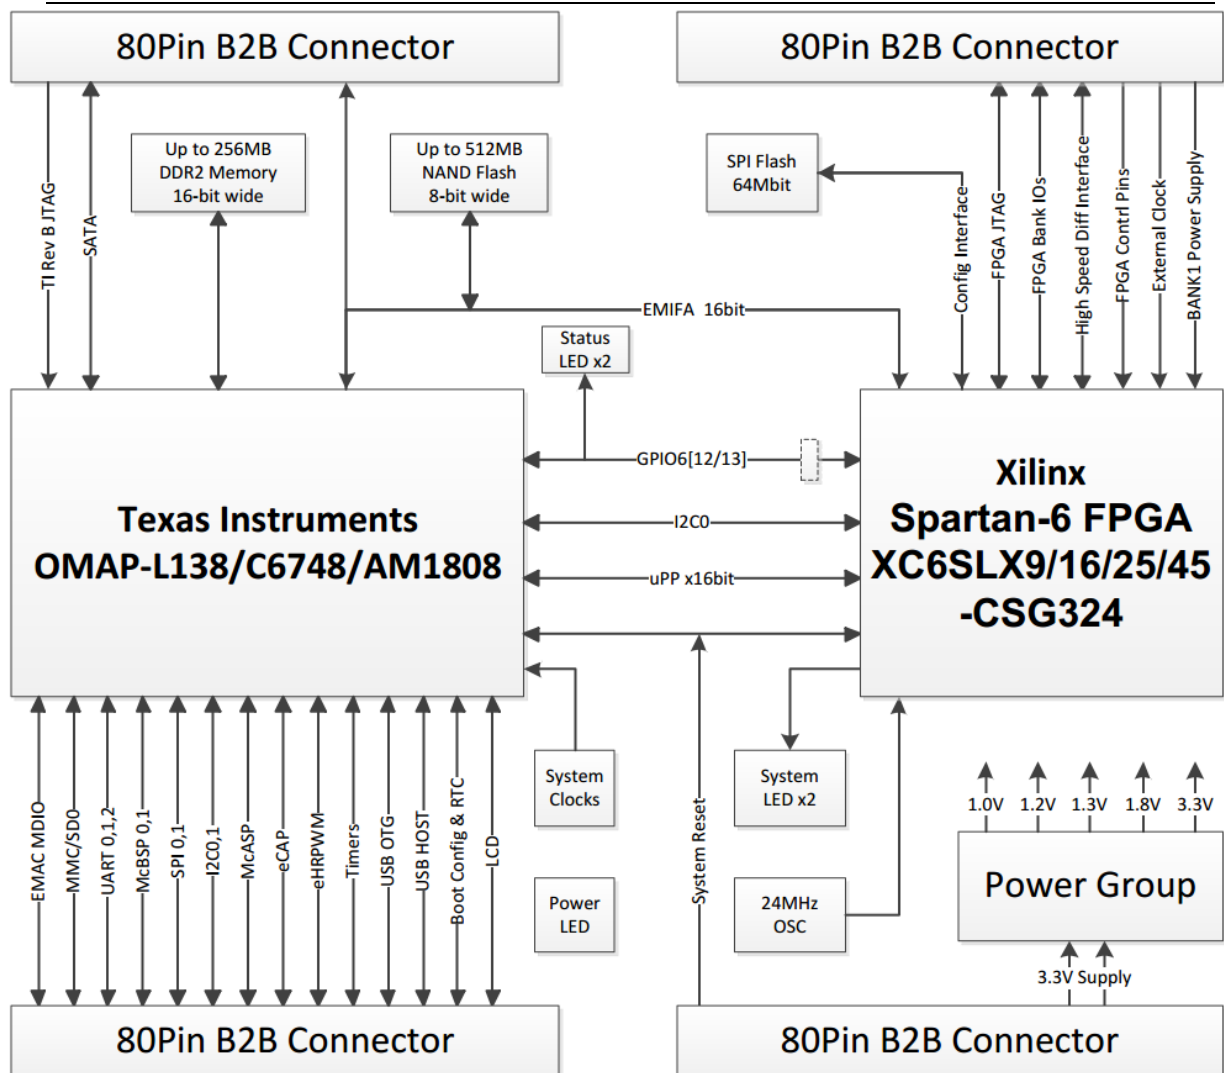 80Pin B2B Connector
80Pin B2B Connector
Up to 256MB
DDR2 Memory
16-bit wide
Up to 512MB
NAND Flash
8-bit wide
SPI Flash
64Mbit
TI Rev B JTAG
SATA
Config Interface
FPGA JTAG
FPGA Bank IOs
High Speed Diff Interface
FPGA Contrl Pins
External Clock
BANK1 Power Supply
EMIFA 16bit
Status
LED x2
GPIO6[12/13]
I2C0
uPP x16bit
Texas Instruments
OMAP-L138/C6748/AM1808
Xilinx
Spartan-6 FPGA
XC6SLX9/16/25/45
-CSG324
EMAC MDIO
MMC/SD0
UART 0,1,2
McBSP 0,1
SPI 0,1
I2C0,1
McASP
eCAP
eHRPWM
Timers
USB OTG
USB HOST
Boot Config & RTC
LCD
System
Clocks
Power
LED
System Reset
System
LED x2
24MHz
OSC
1.0V
1.2V
1.3V
1.8V
3.3V
Power Group
3.3V Supply
80Pin B2B Connector
80Pin B2B Connector